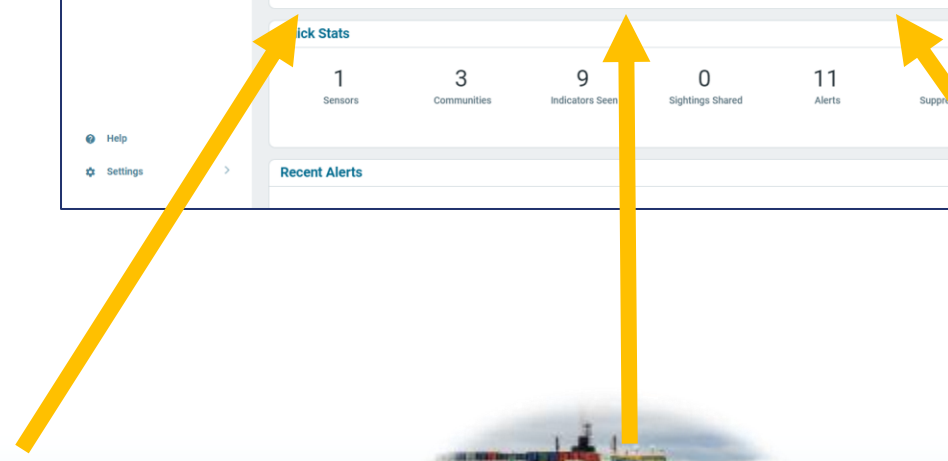 ick Stats
1 3 9 0 11
Sensors Communities Indicators Seen Sightings Shared Alerts
Help
Settings
Recent Alerts